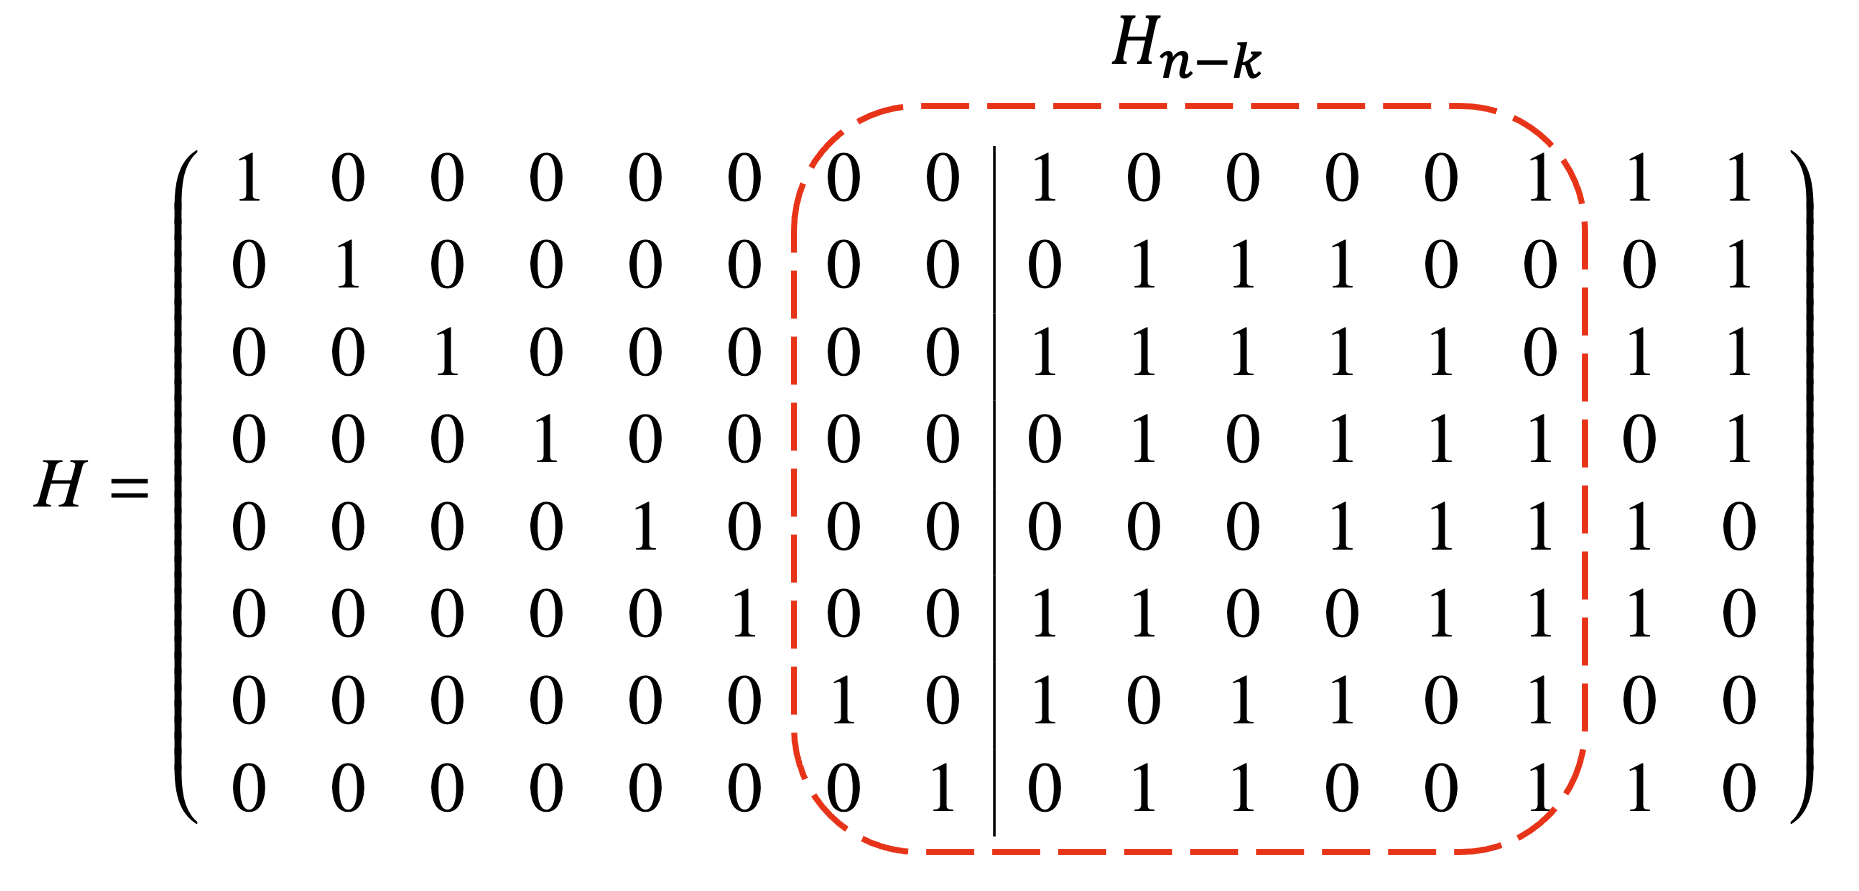 H_{n-k}
1 0 0 0 0 0 0 0 | 1 0 0 0 0 1 1 1
0 1 0 0 0 0 0 0 | 0 1 1 1 0 0 0 1
0 0 1 0 0 0 0 0 | 1 1 1 1 1 0 1 1
0 0 0 1 0 0 0 0 | 0 1 0 1 1 1 0 1
H =
0 0 0 0 1 0 0 0 | 0 0 0 1 1 1 1 0
0 0 0 0 0 1 0 0 | 1 1 0 0 1 1 1 0
0 0 0 0 0 0 1 0 | 1 0 1 1 0 1 0 0
0 0 0 0 0 0 0 1 | 0 1 1 0 0 1 1 0